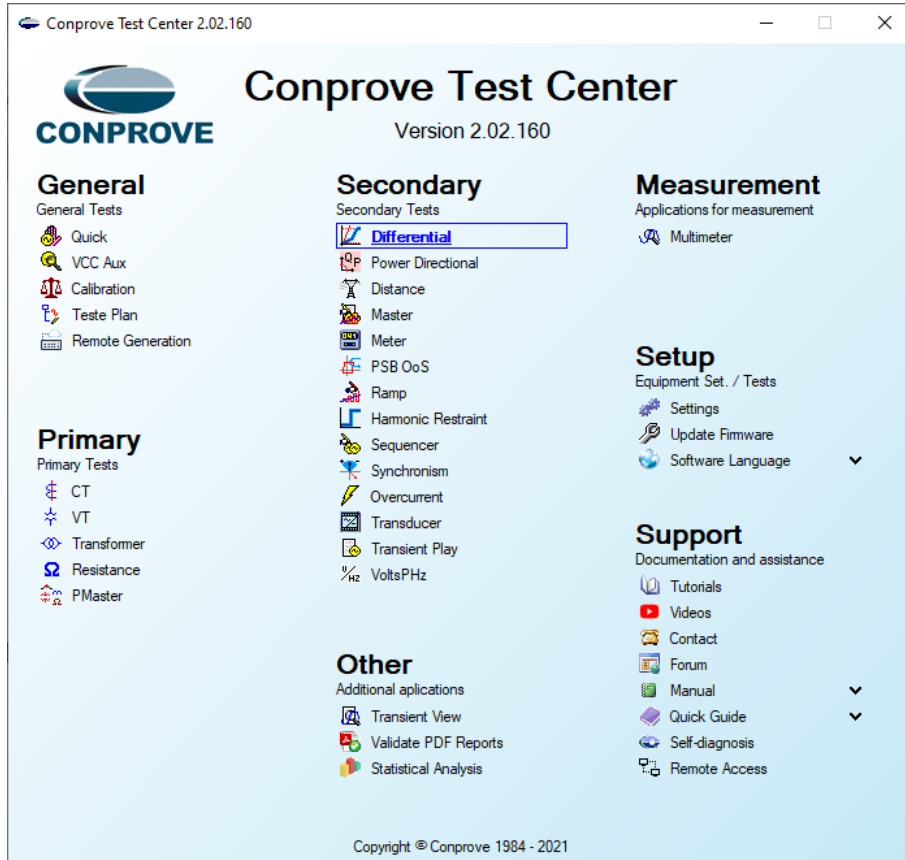 Conprove Test Center 2.02.160
CONPROVE
Conprove Test Center
Version 2.02.160
General
General Tests
Quick
VCC Aux
Calibration
Teste Plan
Remote Generation
Primary
Primary Tests
CT
VT
Transformer
Resistance
PMaster
Secondary
Secondary Tests
Differential
Power Directional
Distance
Master
Meter
PSB OoS
Ramp
Harmonic Restraint
Sequencer
Synchronism
Overcurrent
Transducer
Transient Play
VoltsPHz
Other
Additional aplications
Transient View
Validate PDF Reports
Statistical Analysis
Measurement
Applications for measurement
Multimeter
Setup
Equipment Set. / Tests
Settings
Update Firmware
Software Language
Support
Documentation and assistance
Tutorials
Videos
Contact
Forum
Manual
Quick Guide
Self-diagnosis
Remote Access
Copyright © Conprove 1984 - 2021